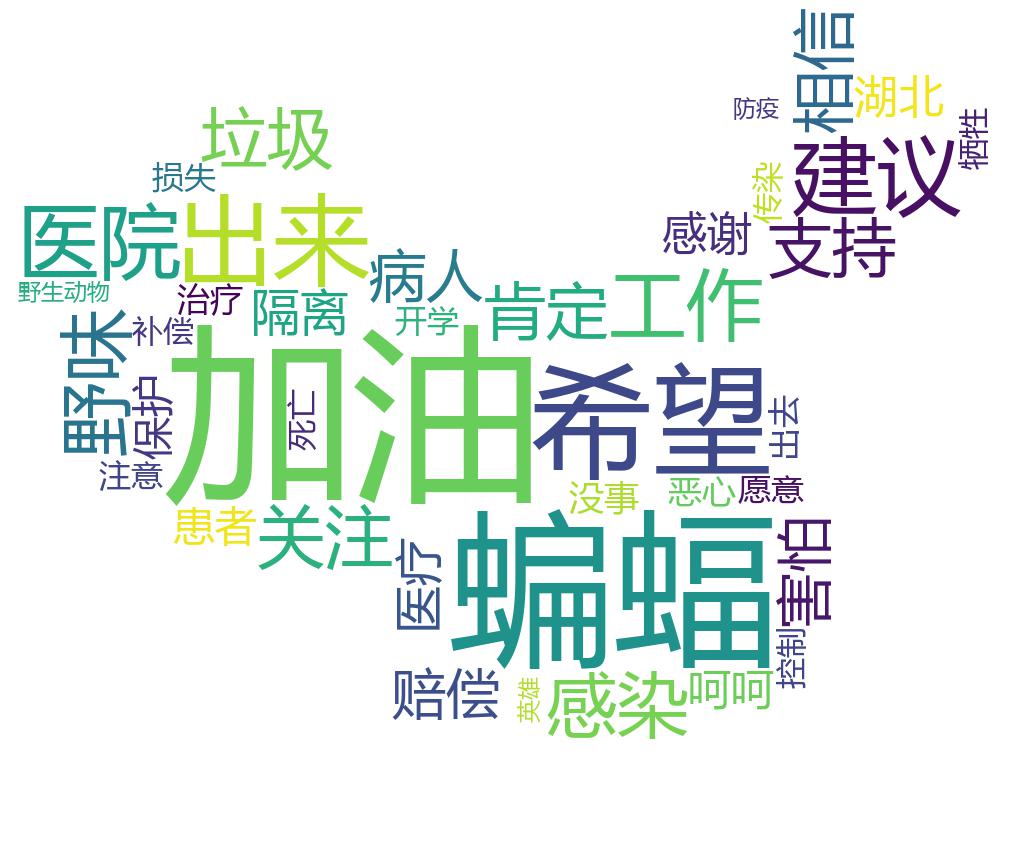 相信
湖北
防疫
牺牲
垃圾
建议
损失
传染
医院
出来
感谢
支持
病人
野生动物
治疗
隔离
开学
肯定
工作
野味
补偿
加油
死亡
希望
保护
出去
注意
没事
恶心
愿意
患者
关注
医疗
蝙蝠
害怕
控制
赔偿
英雄
感染
呵呵